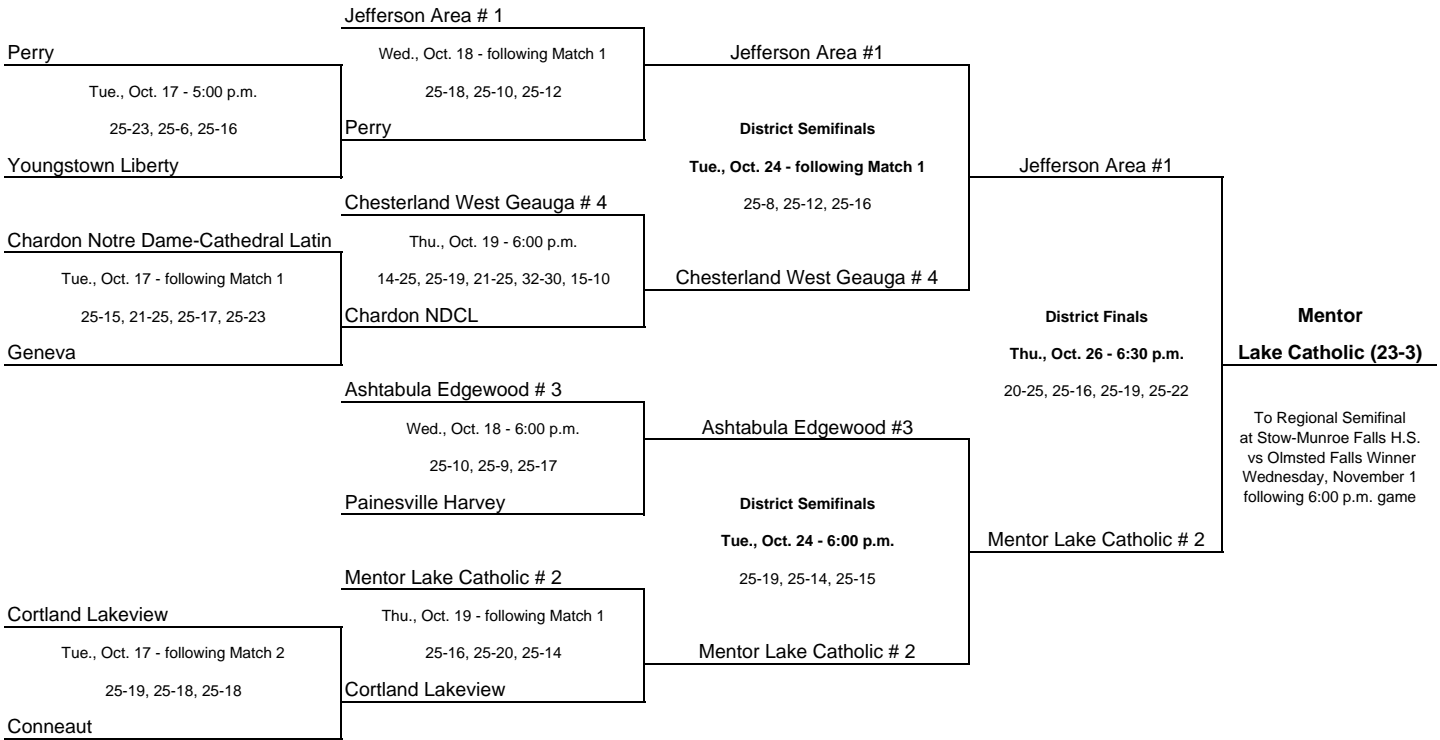 Jefferson Area # 1
Perry
Wed., Oct. 18 - following Match 1
Jefferson Area #1
Tue., Oct. 17 - 5:00 p.m.
25-18, 25-10, 25-12
25-23, 25-6, 25-16
Perry
District Semifinals
Youngstown Liberty
Tue., Oct. 24 - following Match 1
Jefferson Area #1
Chesterland West Geauga # 4
25-8, 25-12, 25-16
Chardon Notre Dame-Cathedral Latin
Thu., Oct. 19 - 6:00 p.m.
Tue., Oct. 17 - following Match 1
14-25, 25-19, 21-25, 32-30, 15-10
Chesterland West Geauga # 4
25-15, 21-25, 25-17, 25-23
Chardon NDCL
District Finals
Mentor
Geneva
Thu., Oct. 26 - 6:30 p.m.
Lake Catholic (23-3)
Ashtabula Edgewood # 3
20-25, 25-16, 25-19, 25-22
Wed., Oct. 18 - 6:00 p.m.
Ashtabula Edgewood #3
To Regional Semifinal
at Stow-Munroe Falls H.S.
vs Olmsted Falls Winner
Wednesday, November 1
following 6:00 p.m. game
25-10, 25-9, 25-17
Painesville Harvey
District Semifinals
Tue., Oct. 24 - 6:00 p.m.
Mentor Lake Catholic # 2
Mentor Lake Catholic # 2
25-19, 25-14, 25-15
Cortland Lakeview
Thu., Oct. 19 - following Match 1
Tue., Oct. 17 - following Match 2
25-16, 25-20, 25-14
Mentor Lake Catholic # 2
25-19, 25-18, 25-18
Cortland Lakeview
Conneaut